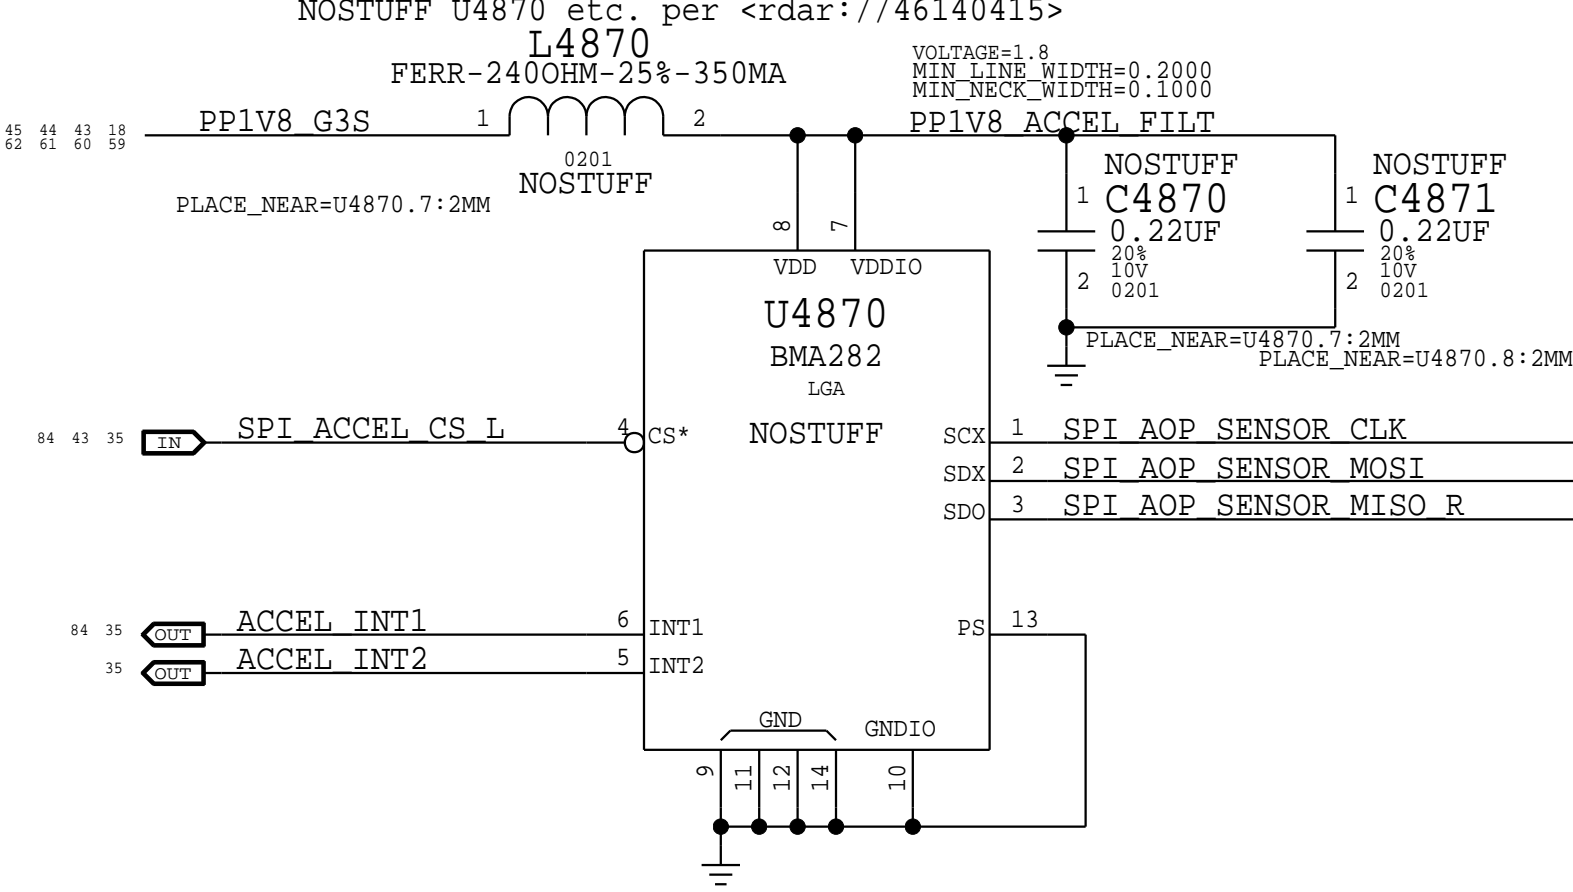 NOSTUFF U4870 etc. per <rdar://46140415>
L4870
FERR-240OHM-25%-350MA
VOLTAGE=1.8
MIN_LINE_WIDTH=0.2000
MIN_NECK_WIDTH=0.1000
45 44 43 18
62 61 60 59
PP1V8_G3S
1
2
PP1V8_ACCEL_FILT
0201
NOSTUFF
PLACE_NEAR=U4870.7:2MM
NOSTUFF
1
C4870
0.22UF
20%
10V
2
0201
NOSTUFF
1
C4871
0.22UF
20%
10V
2
0201
PLACE_NEAR=U4870.7:2MM
PLACE_NEAR=U4870.8:2MM
8
7
VDD
VDDIO
U4870
BMA282
LGA
NOSTUFF
84 43 35
IN
SPI_ACCEL_CS_L
4
CS*
SCX
1
SPI_AOP_SENSOR_CLK
SDX
2
SPI_AOP_SENSOR_MOSI
SDO
3
SPI_AOP_SENSOR_MISO_R
84 35
OUT
ACCEL_INT1
6
INT1
PS
13
35
OUT
ACCEL_INT2
5
INT2
GND
GNDIO
9
11
12
14
10